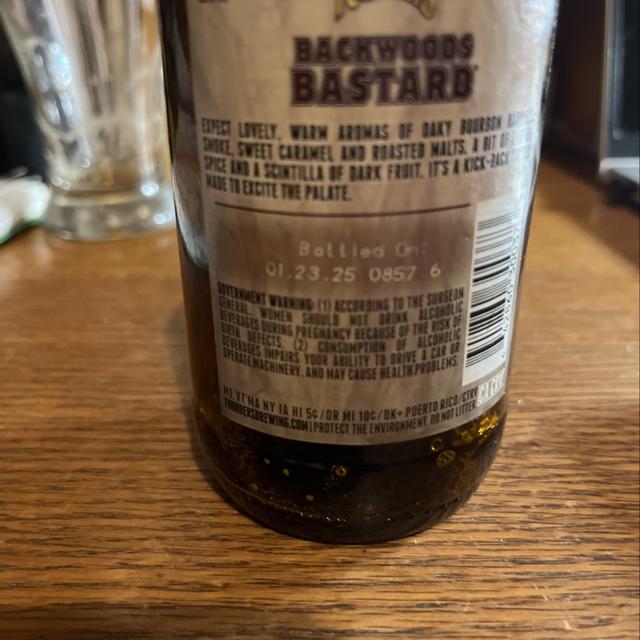 BACKWOODS
BASTARD
EXPECT LOVELY, WARM AROMAS OF OAKY BOURBON
SMOKE, SWEET CARAMEL AND ROASTED MALTS, A BIT OF
SPICE AND A SCINTILLA OF DARK FRUIT. IT'S A KICK-BACK
MADE TO EXCITE THE PALATE.
Bottled On:
01.23.25 0857 6
GOVERNMENT WARNING: (1) ACCORDING TO THE SURGEON
GENERAL, WOMEN SHOULD NOT DRINK ALCOHOLIC
BEVERAGES DURING PREGNANCY BECAUSE OF THE RISK OF
BIRTH DEFECTS. (2) CONSUMPTION OF ALCOHOLIC
BEVERAGES IMPAIRS YOUR ABILITY TO DRIVE A CAR OR
OPERATE MACHINERY AND MAY CAUSE HEALTH PROBLEMS.
ME VT MA NY IA HI 5¢/OR MI 10¢/OK+ PUERTO RICO/CTRV
FOUNDERSBREWING.COM|PROTECT THE ENVIRONMENT. DO NOT LITTER.